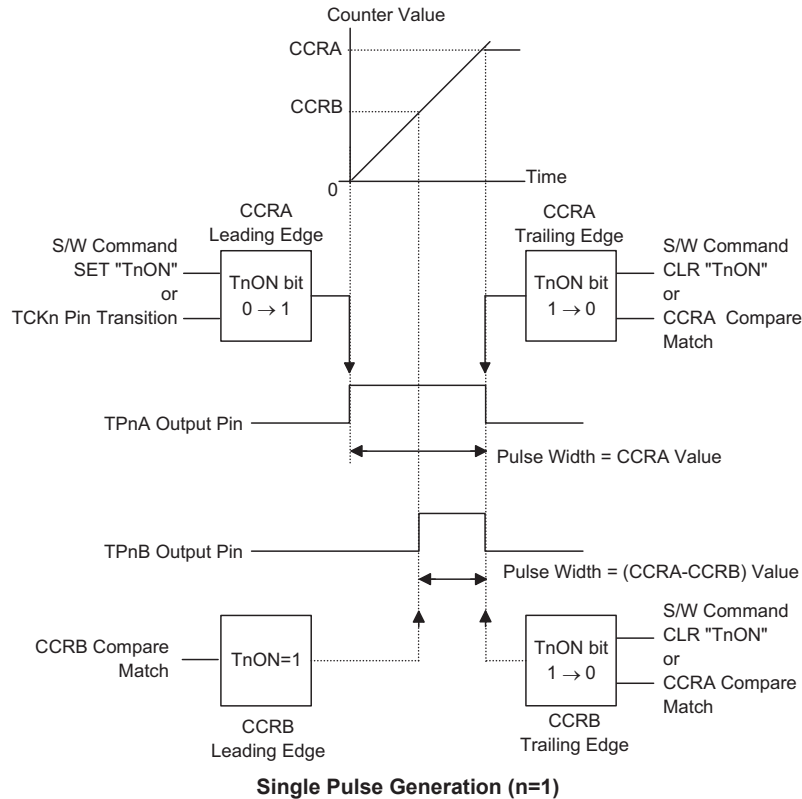 Counter Value
CCRA
CCRB
0
Time
CCRA
Leading Edge
S/W Command
SET "TnON"
or
TCKn Pin Transition
TnON bit
0 → 1
CCRA
Trailing Edge
TnON bit
1 → 0
S/W Command
CLR "TnON"
or
CCRA Compare
Match
TPnA Output Pin
Pulse Width = CCRA Value
TPnB Output Pin
Pulse Width = (CCRA-CCRB) Value
CCRB Compare
Match
TnON=1
CCRB
Leading Edge
TnON bit
1 → 0
CCRB
Trailing Edge
S/W Command
CLR "TnON"
or
CCRA Compare
Match
Single Pulse Generation (n=1)